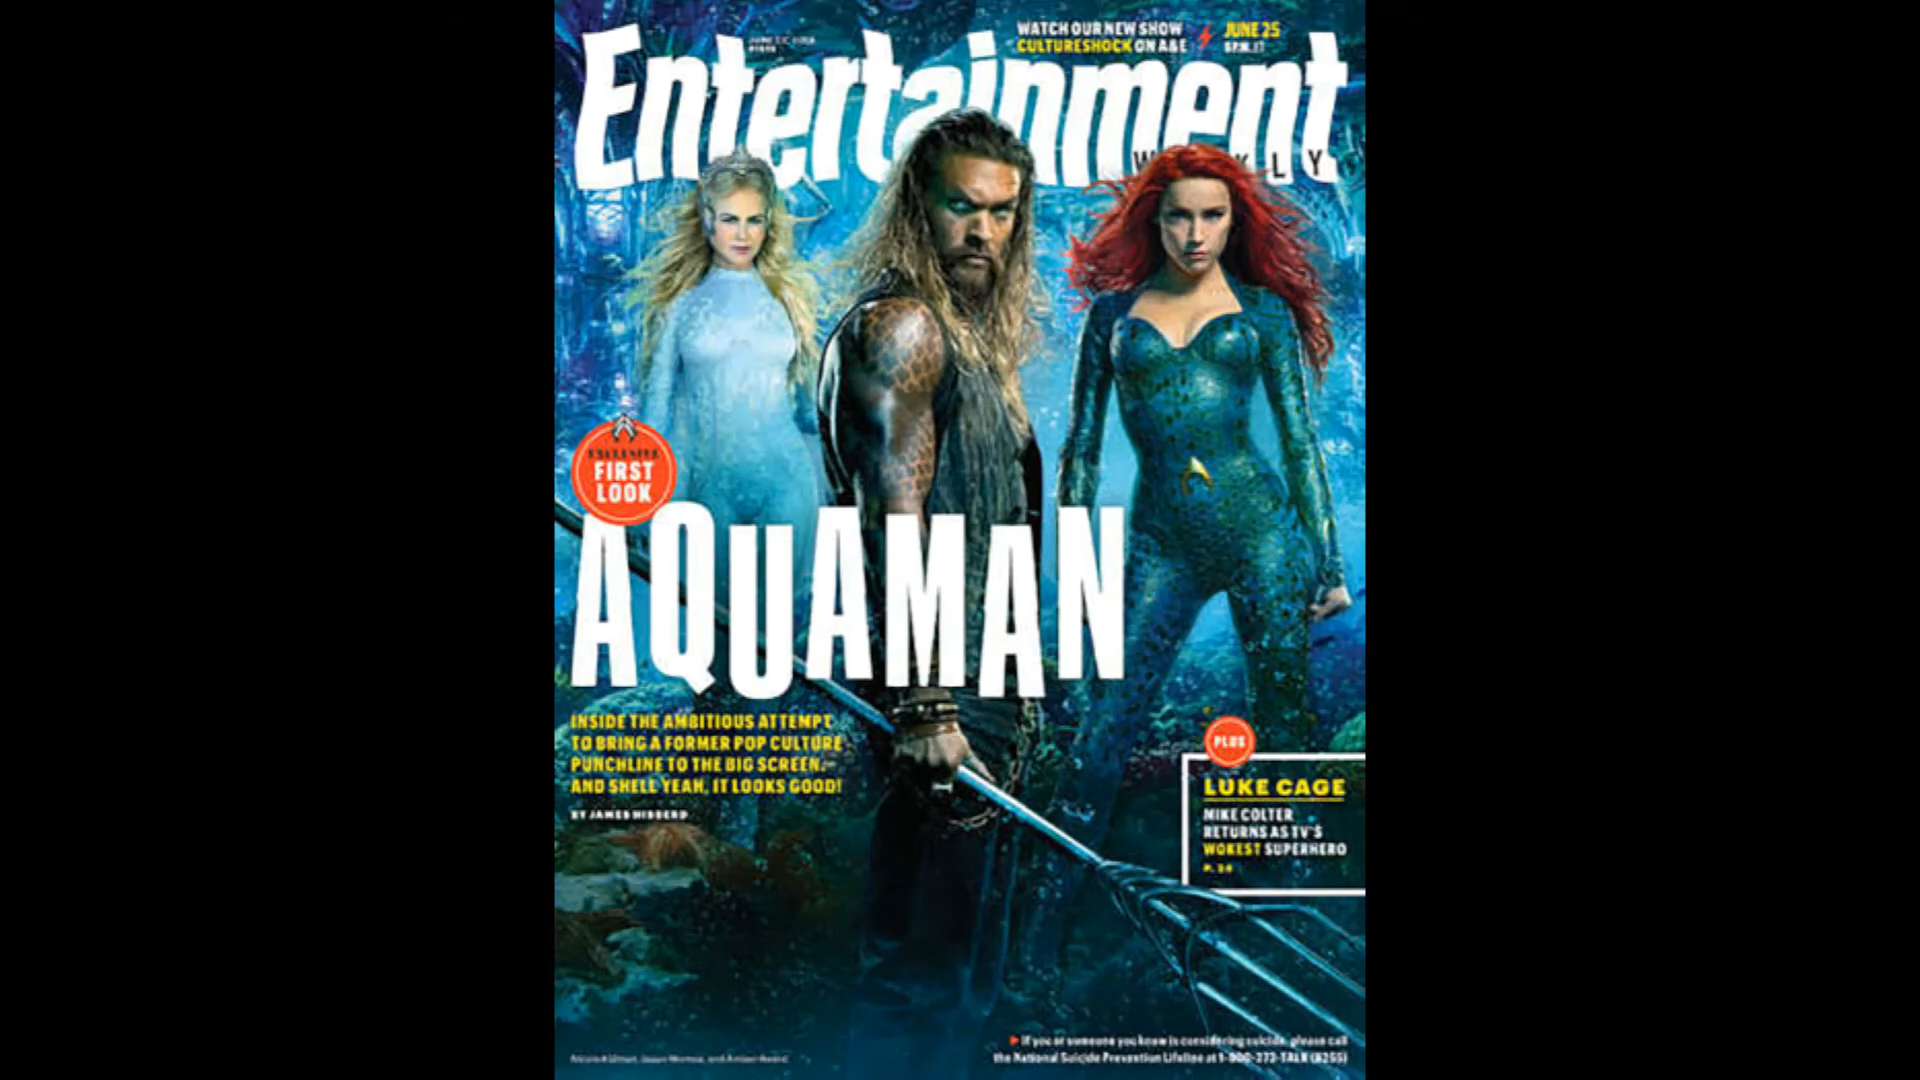 WATCH OUR NEW SHOW
CULTURESHOCK ON A&E
JUNE 25
Entertainment
EXCLUSIVE
FIRST
LOOK
AQUAMAN
INSIDE THE AMBITIOUS ATTEMPT
TO BRING A FORMER POP CULTURE
PUNCHLINE TO THE BIG SCREEN.
AND SHELL YEAH, IT LOOKS GOOD!
BY JAMES HIBBERD
PLUS
LUKE CAGE
MIKE COLTER
RETURNS AS TV'S
WOKEST SUPERHERO
If you or someone you know is considering suicide, please call
the National Suicide Prevention Lifeline at 1-800-273-TALK (8255)